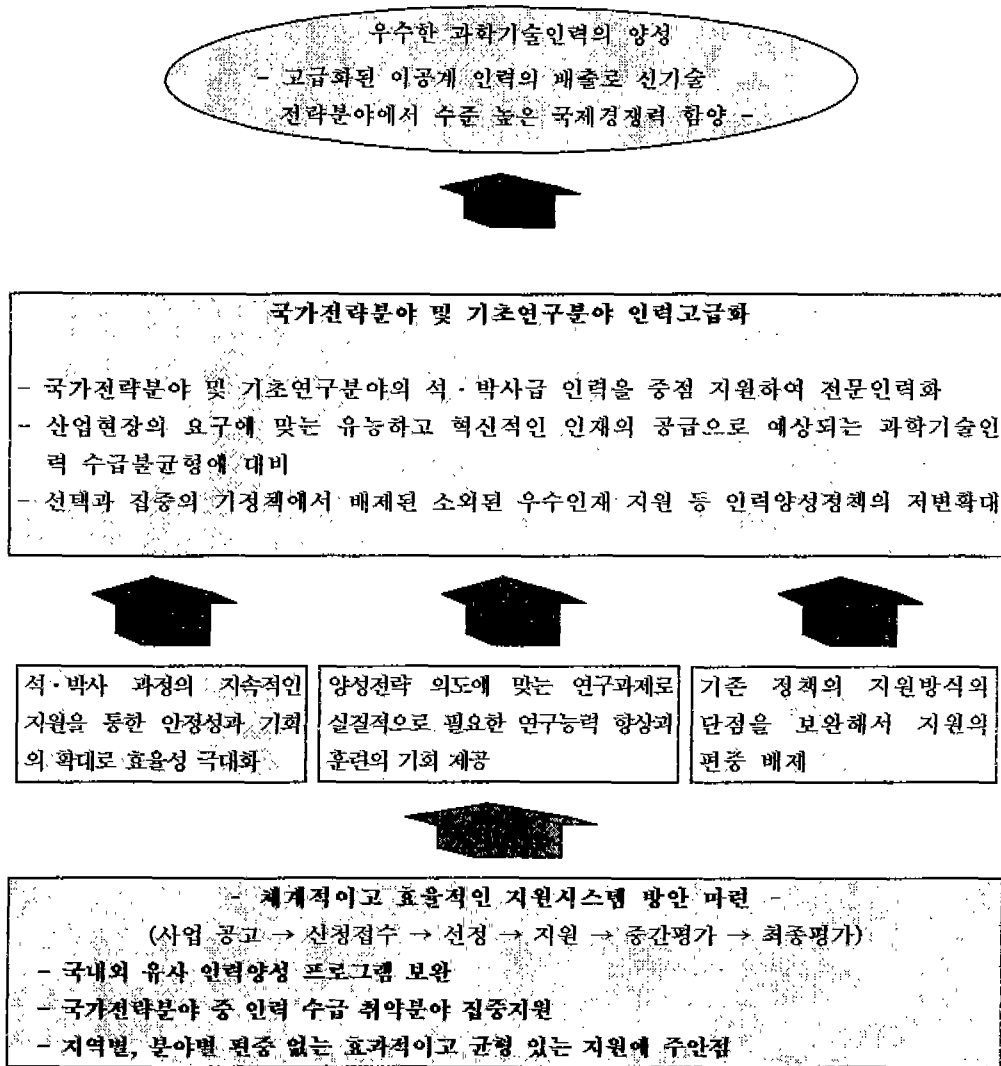 우수한 과학기술인력의 양성
- 고급화된 이공계 인력의 배출로 신기술
전략분야에서 수준 높은 국제경쟁력 함양 -
국가전략분야 및 기초연구분야 인력고급화
- 국가전략분야 및 기초연구분야의 석·박사급 인력을 중점 지원하여 전문인력화
- 산업현장의 요구에 맞는 유능하고 혁신적인 인재의 공급으로 예상되는 과학기술인
력 수급불균형에 대비
- 선택과 집중의 기정책에서 배제된 소외된 우수인재 지원 등 인력양성정책의 저변확대
석·박사 과정의 지속적인
지원을 통한 안정성과 기회
의 확대로 효율성 극대화
양성전략 의도에 맞는 연구과제로
실질적으로 필요한 연구능력 향상과
훈련의 기회 제공
기존 정책의 지원방식의
단점을 보완해서 지원의
편중 배제
- 체계적이고 효율적인 지원시스템 방안 마련 -
(사업 공고 → 신청접수 → 선정 → 지원 → 중간평가 → 최종평가)
- 국내외 유사 인력양성 프로그램 보완
- 국가전략분야 중 인력 수급 취약분야 집중지원
- 지역별, 분야별 편중 없는 효과적이고 균형 있는 지원에 주안점